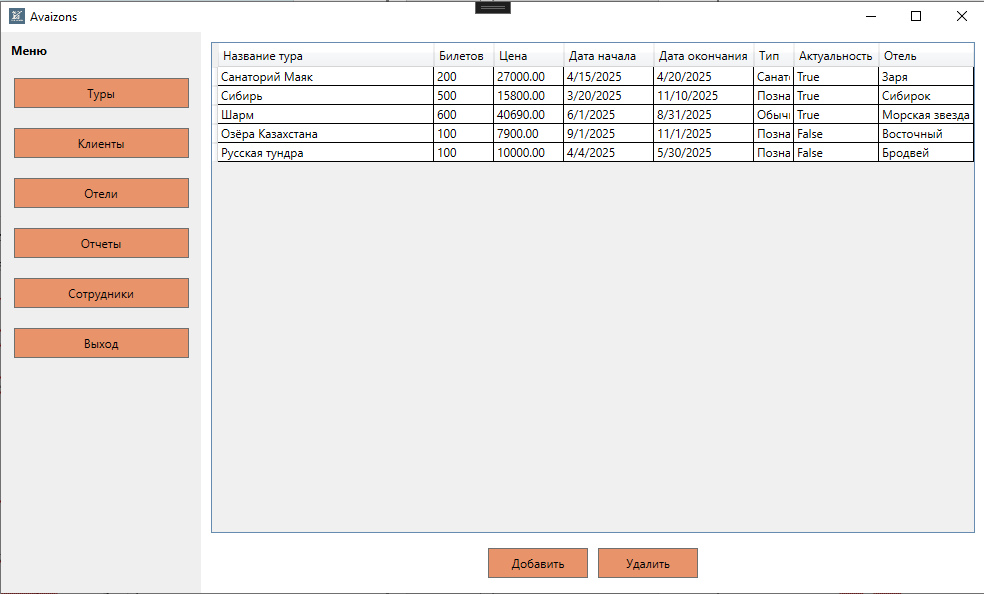 Avaizons
Меню
Туры
Клиенты
Отели
Отчеты
Сотрудники
Выход
Название тура Билетов Цена Дата начала Дата окончания Тип Актуальность Отель
Санаторий Маяк 200 27000.00 4/15/2025 4/20/2025 Санат True Заря
Сибирь 500 15800.00 3/20/2025 11/10/2025 Позна True Сибирок
Шарм 600 40690.00 6/1/2025 8/31/2025 Обыч True Морская звезда
Озёра Казахстана 100 7900.00 9/1/2025 11/1/2025 Позна False Восточный
Русская тундра 100 10000.00 4/4/2025 5/30/2025 Позна False Бродвей
Добавить Удалить